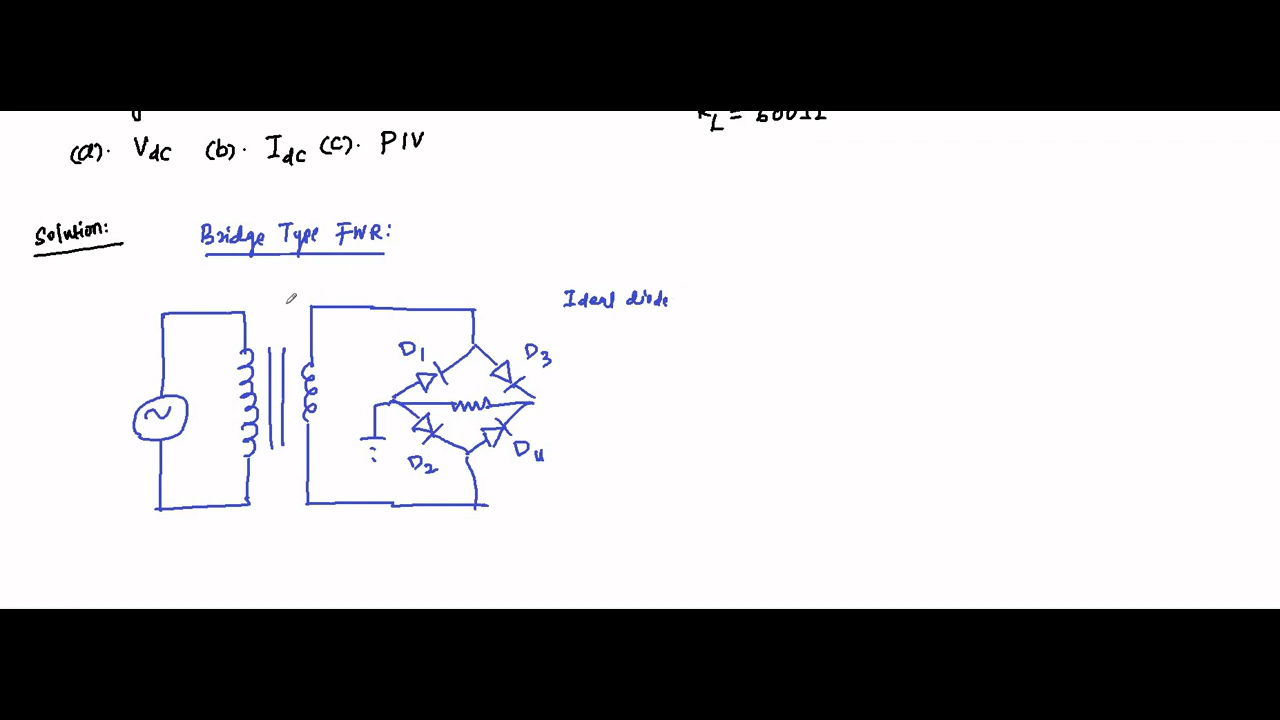 (a). Vdc (b). Idc (c). PIV
Solution:
Bridge Type FWR:
Ideal diode
D1
D3
D2
D4